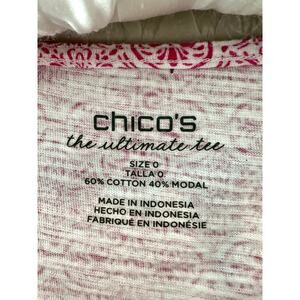 chico's
the ultimate tee
SIZE 0
TALLA 0
60% COTTON 40% MODAL
MADE IN INDONESIA
HECHO EN INDONESIA
FABRIQUÉ EN INDONÉSIE